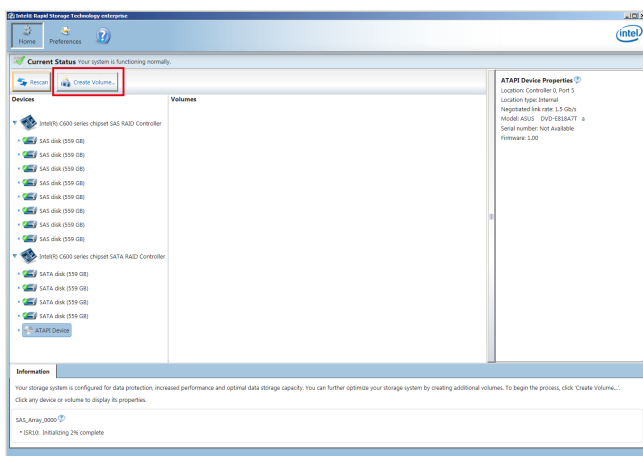 Intel® Rapid Storage Technology enterprise
Home
Preferences
intel
Current Status Your system is functioning normally.
Rescan
Create Volume...
Devices
Volumes
Intel(R) C600 series chipset SAS RAID Controller
SAS disk (559 GB)
SAS disk (559 GB)
SAS disk (559 GB)
SAS disk (559 GB)
SAS disk (559 GB)
SAS disk (559 GB)
SAS disk (559 GB)
SAS disk (559 GB)
Intel(R) C600 series chipset SATA RAID Controller
SATA disk (559 GB)
SATA disk (559 GB)
SATA disk (559 GB)
SATA disk (559 GB)
ATAPI Device
ATAPI Device Properties
Location: Controller 0, Port 5
Location type: Internal
Negotiated link rate: 1.5 Gb/s
Model: ASUS DVD-E818A7T a
Serial number: Not Available
Firmware: 1.00
Information
Your storage system is configured for data protection, increased performance and optimal data storage capacity. You can further optimize your storage system by creating additional volumes. To begin the process, click 'Create Volume...'.
Click any device or volume to display its properties.
SAS_Array_0000
* ISR10: Initializing 2% complete